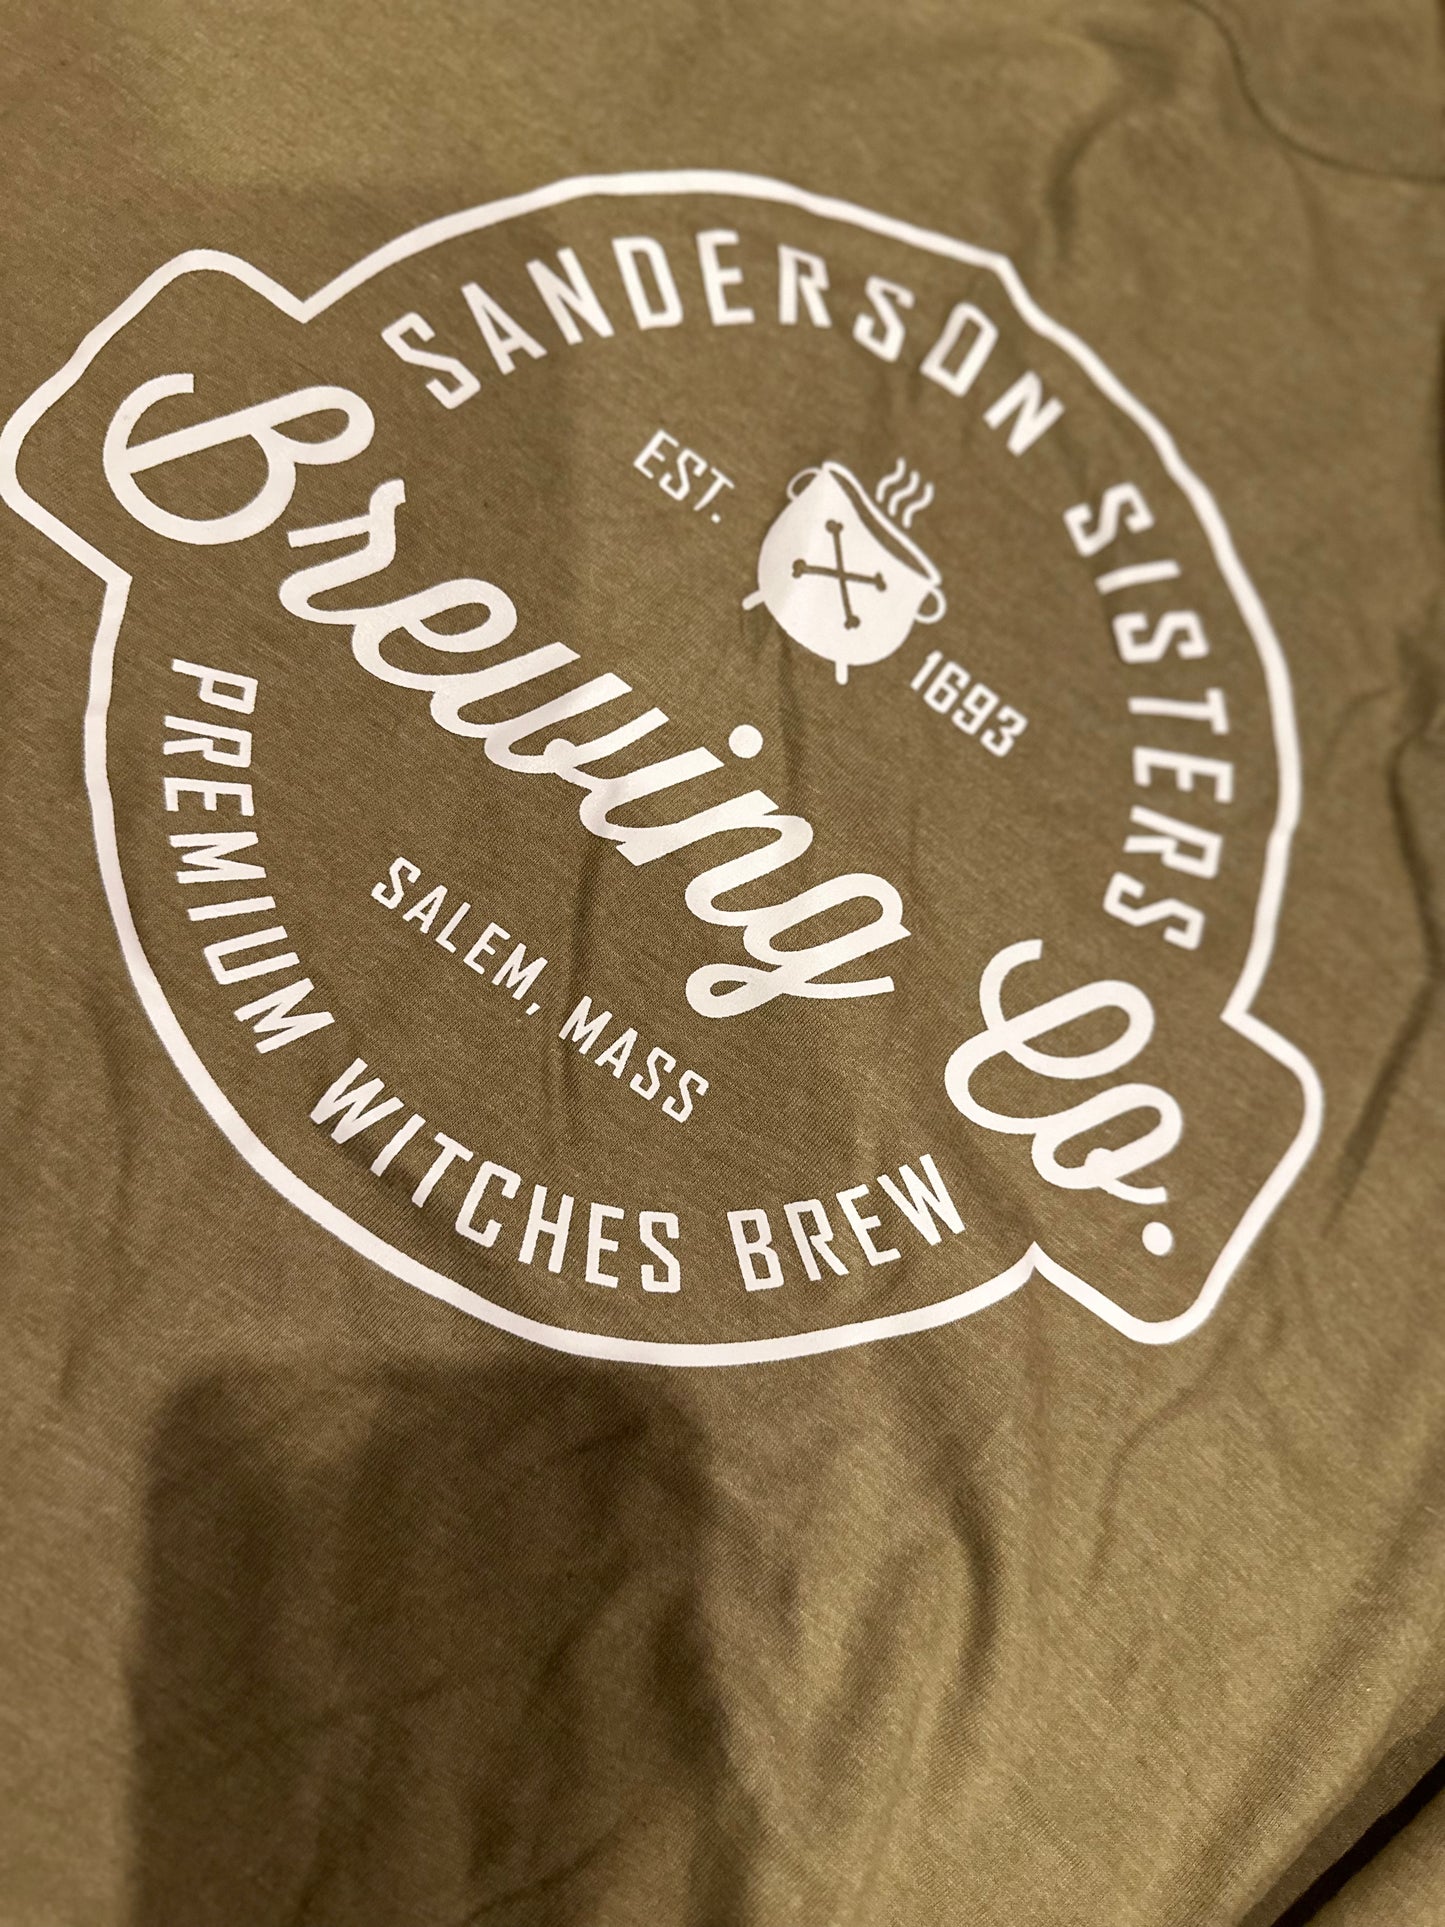 SANDERSON SISTERS
EST. 1693
Brewing Co.
SALEM, MASS
PREMIUM WITCHES BREW